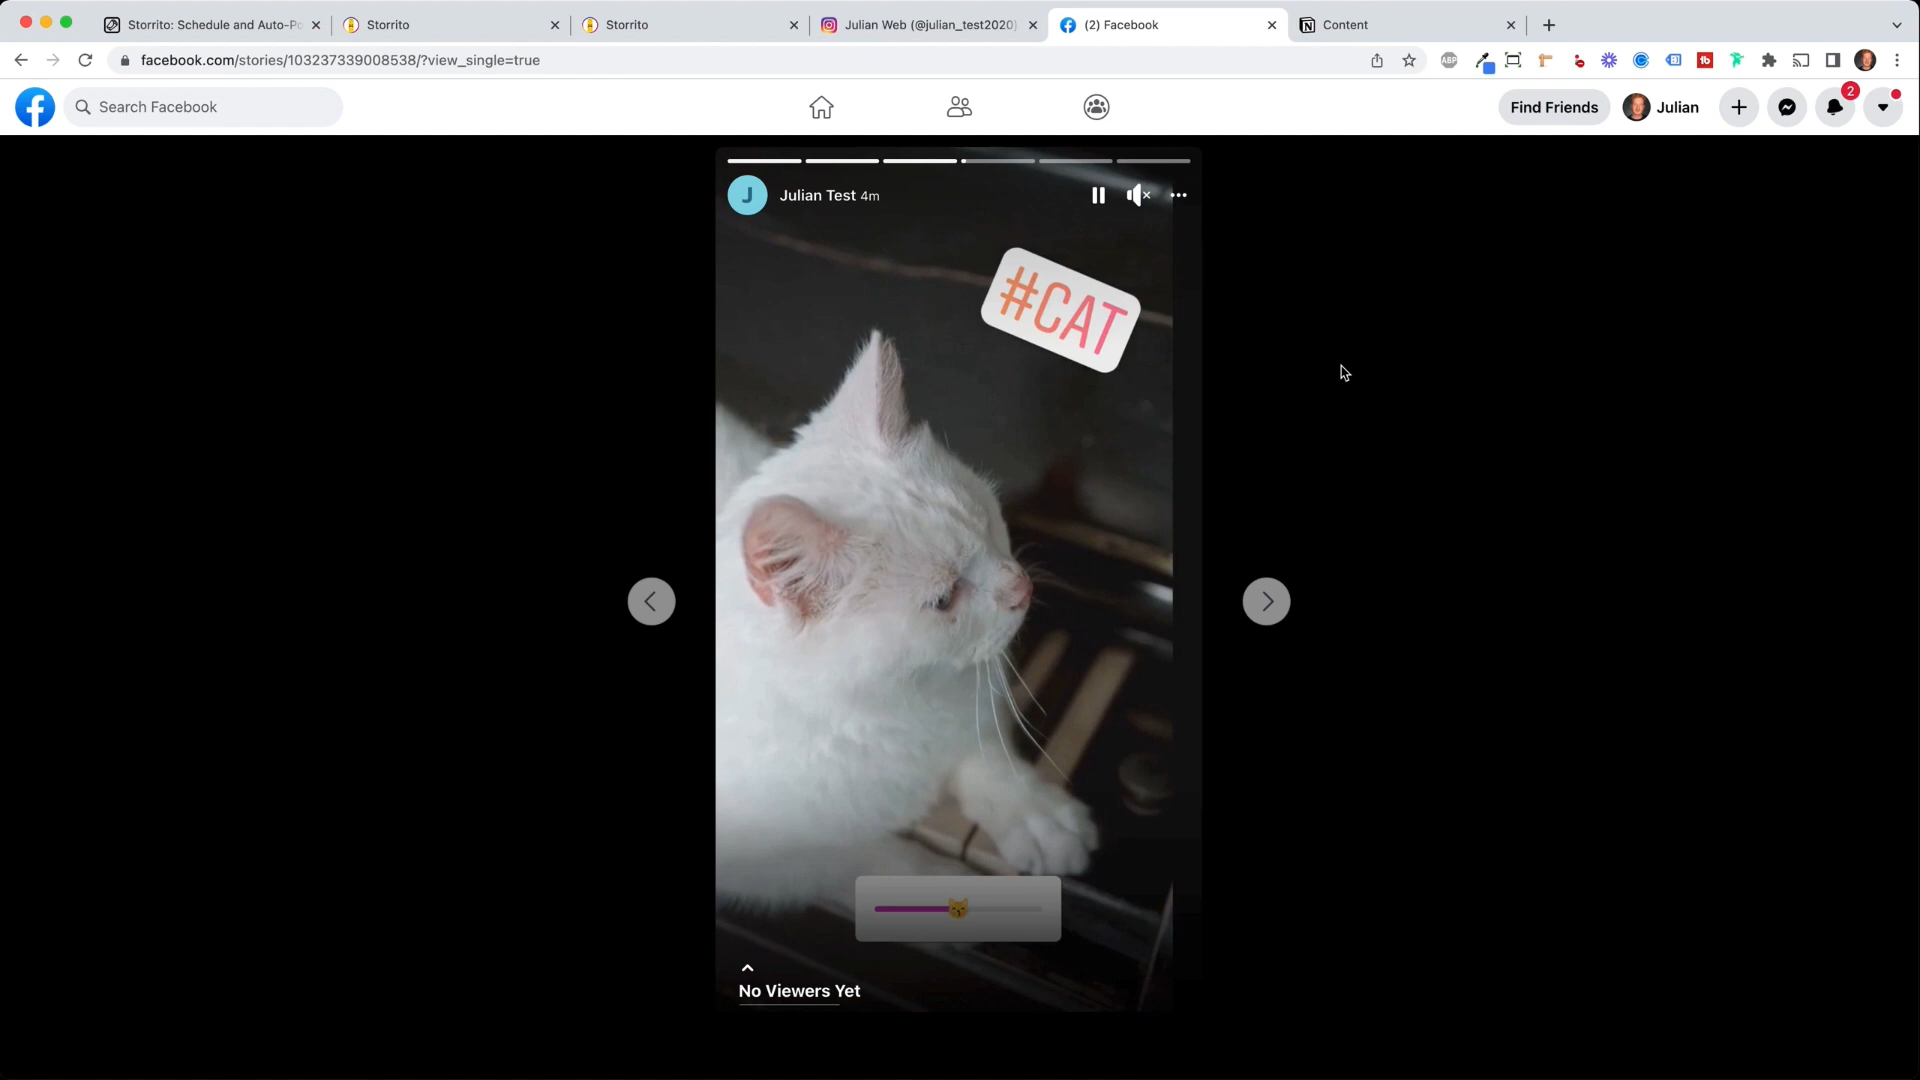 Storrito: Schedule and Auto-Po
Storrito
Storrito
Julian Web (@julian_test2020)
(2) Facebook
Content
facebook.com/stories/103237339008538/?view_single=true
ABP
Search Facebook
Find Friends
Julian
2
J
Julian Test 4m
#CAT
No Viewers Yet